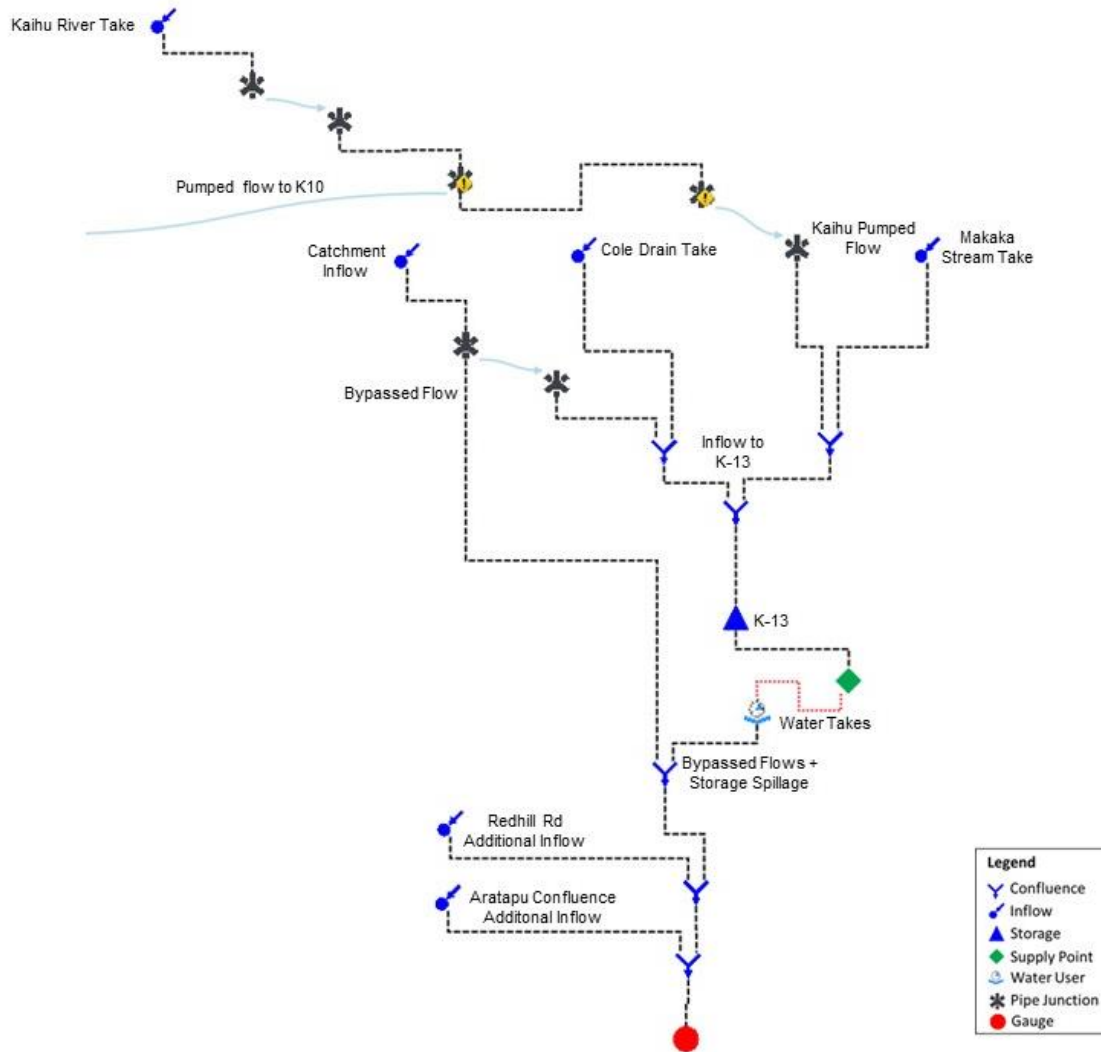 Kaihu River Take
Pumped flow to K10
Catchment
Inflow
Cole Drain Take
Kaihu Pumped
Flow
Makaka
Stream Take
Bypassed Flow
Inflow to
K-13
K-13
Water Takes
Bypassed Flows +
Storage Spillage
Redhill Rd
Additional Inflow
Aratapu Confluence
Additonal Inflow
Legend
Confluence
Inflow
Storage
Supply Point
Water User
Pipe Junction
Gauge